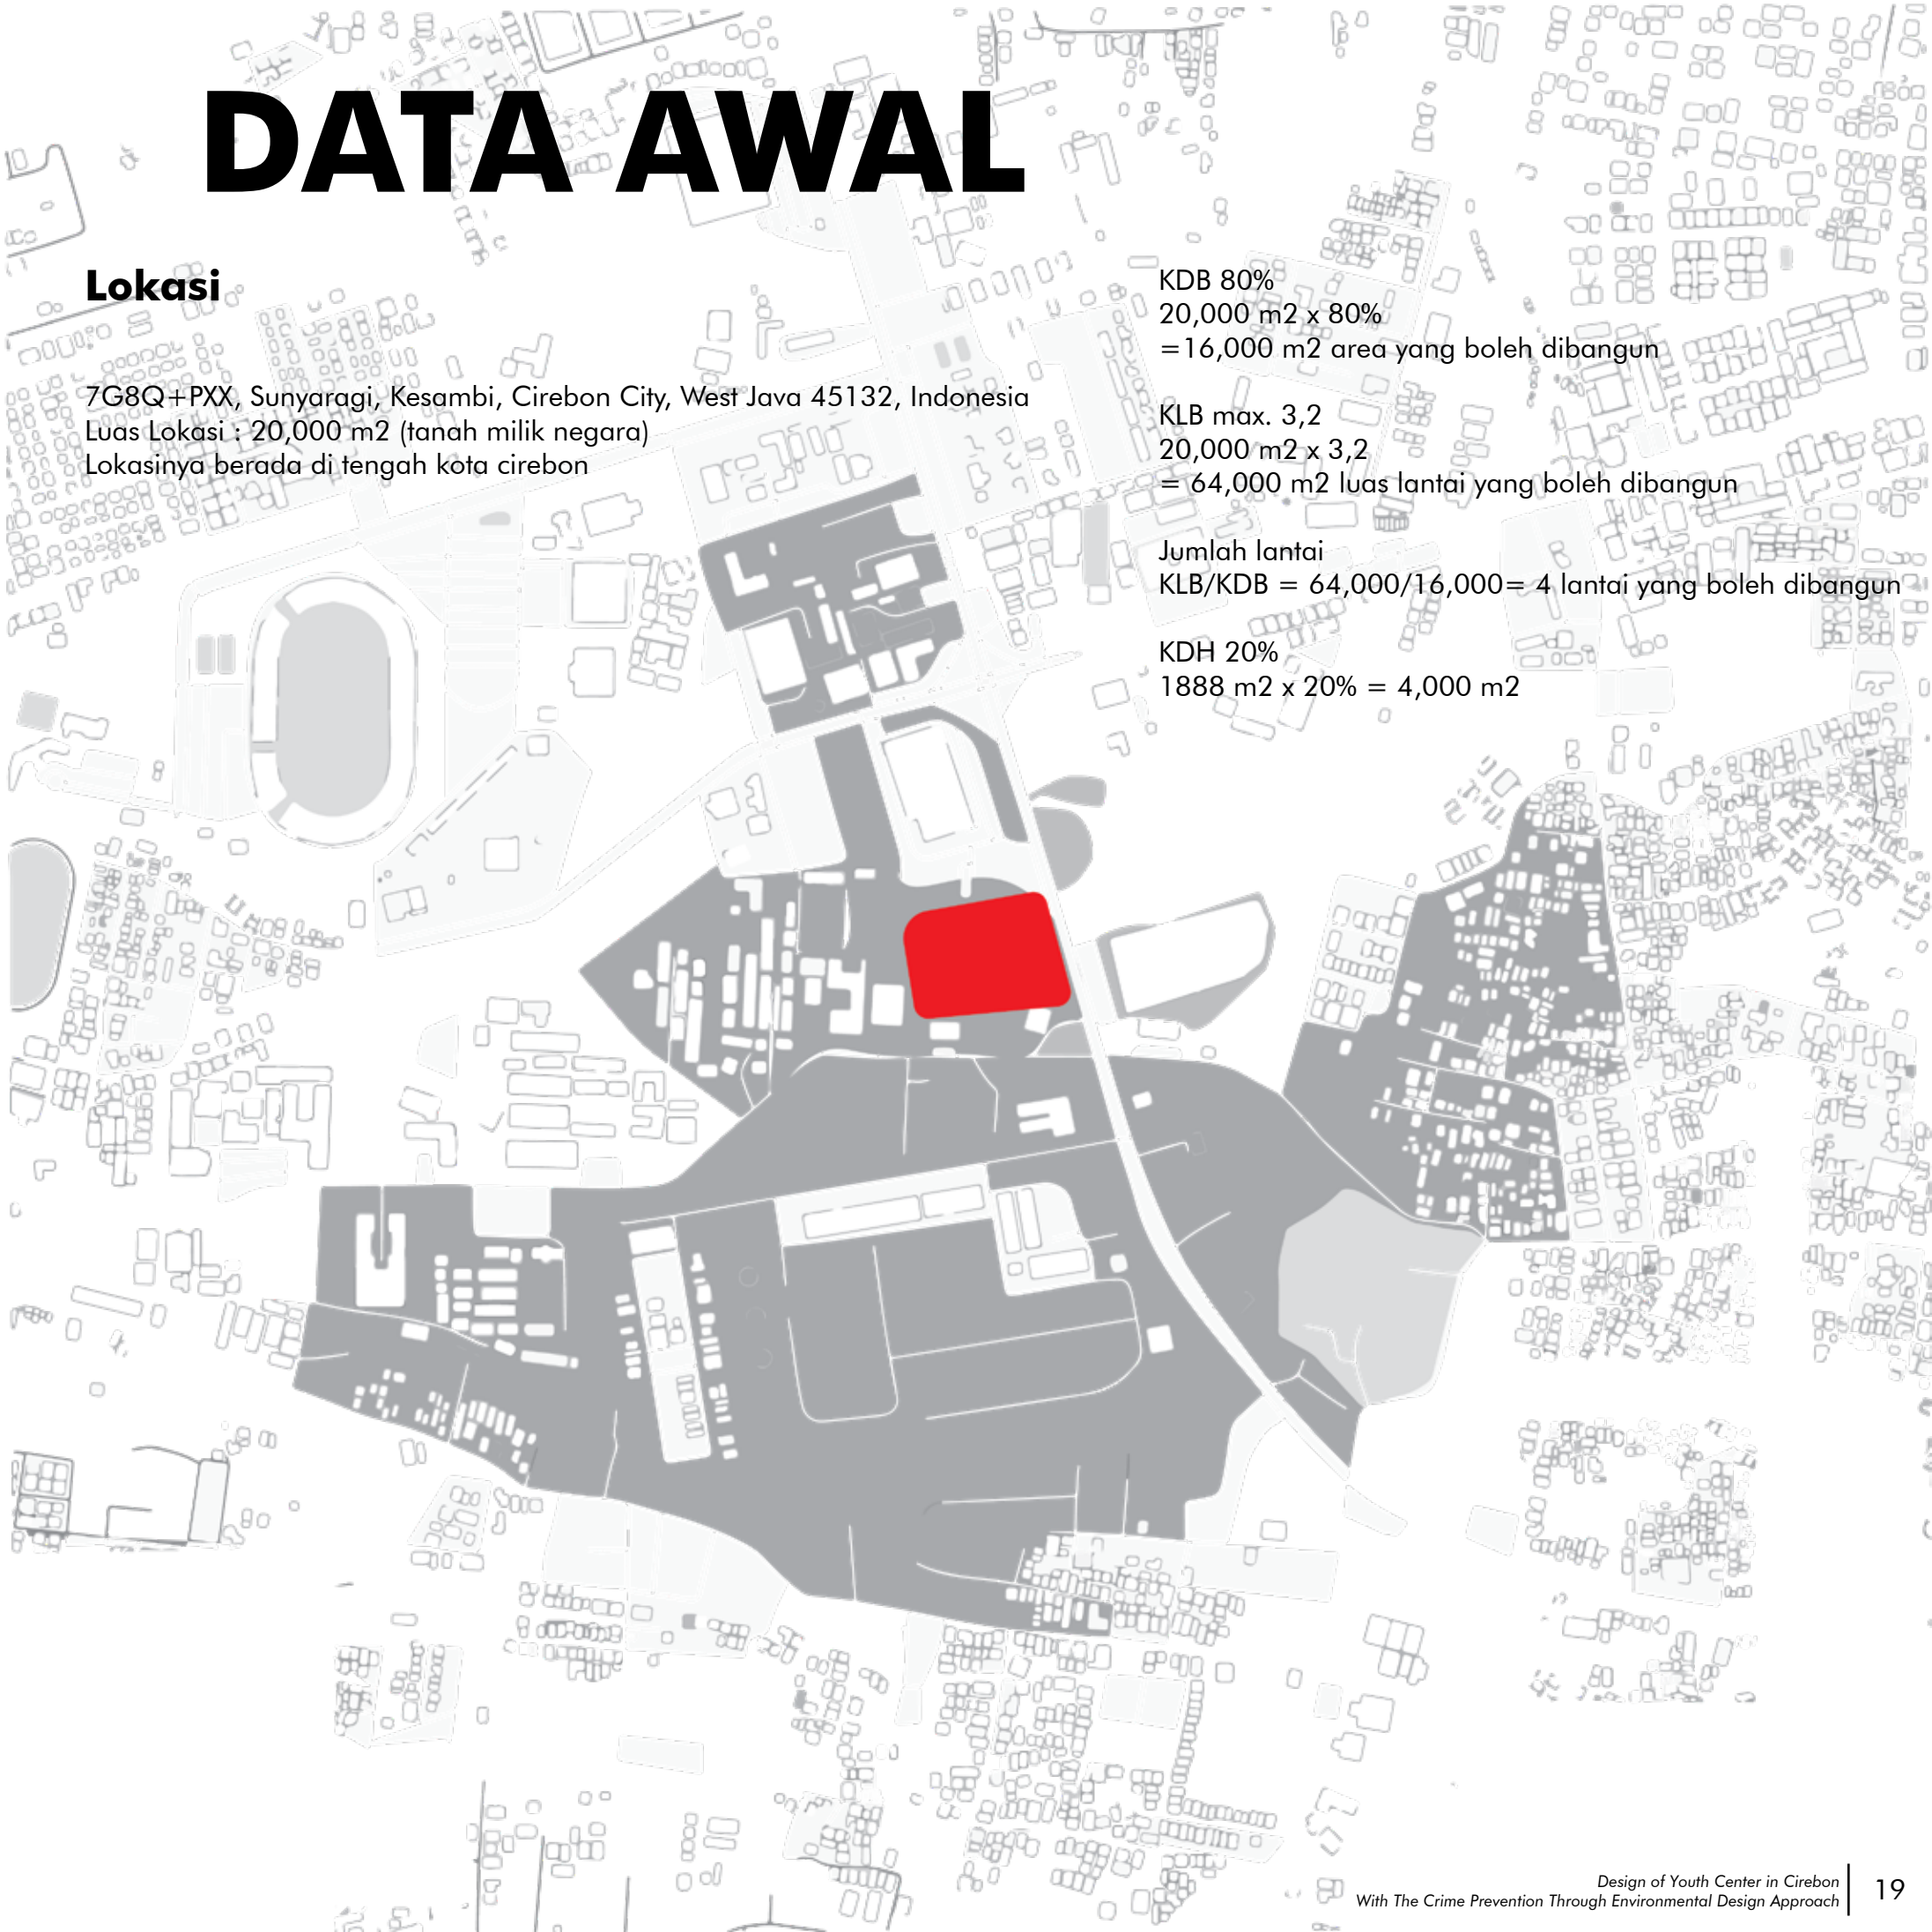 DATA AWAL
Lokasi
7G8Q+PXX, Sunyaragi, Kesambi, Cirebon City, West Java 45132, Indonesia
Luas Lokasi : 20,000 m2 (tanah milik negara)
Lokasinya berada di tengah kota cirebon
KDB 80%
20,000 m2 x 80%
=16,000 m2 area yang boleh dibangun
KLB max. 3,2
20,000 m2 x 3,2
= 64,000 m2 luas lantai yang boleh dibangun
Jumlah lantai
KLB/KDB = 64,000/16,000= 4 lantai yang boleh dibangun
KDH 20%
1888 m2 x 20% = 4,000 m2
Design of Youth Center in Cirebon
With The Crime Prevention Through Environmental Design Approach
19